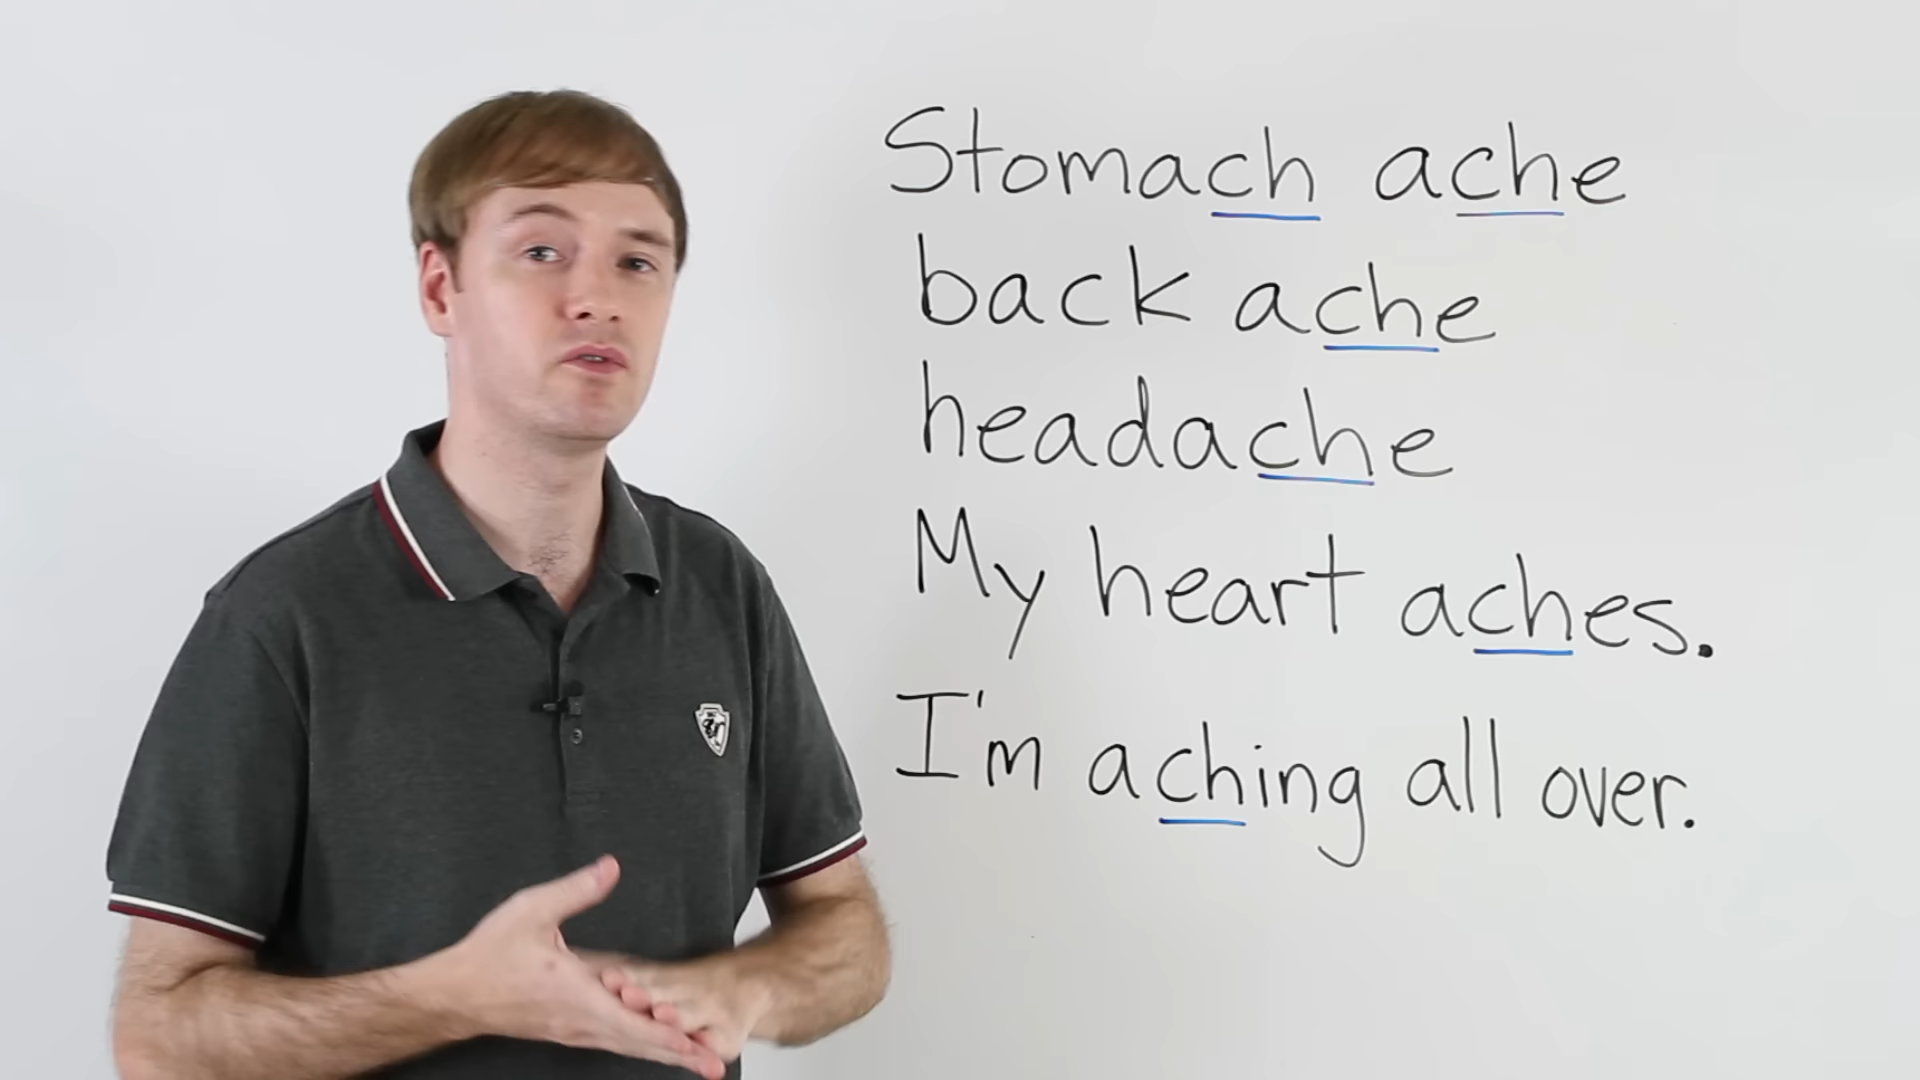 Stomach ache
back ache
headache
My heart aches.
I'm aching all over.